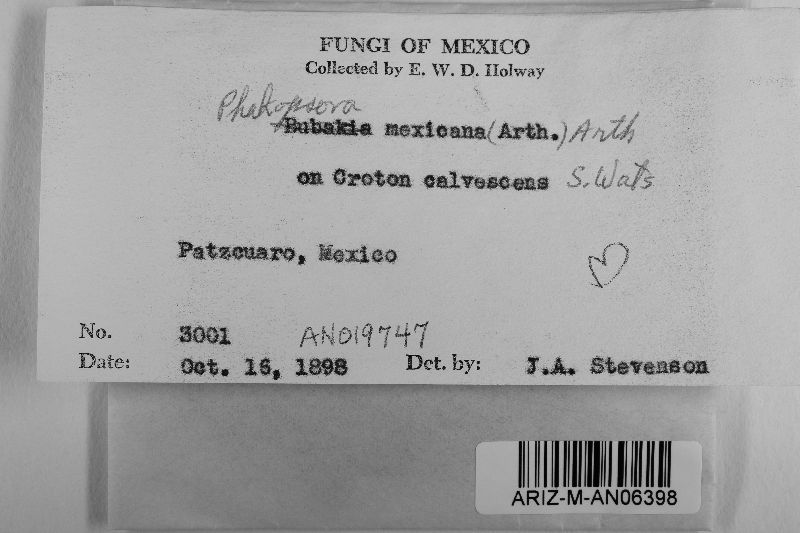 FUNGI OF MEXICO
Collected by E. W. D. Holway
Phakopsora
Bubakia mexicana (Arth.) Arth
on Croton calvescens S. Wats
Patzcuaro, Mexico
No. 3001 AN019747
Date: Oct. 16, 1898 Det. by: J.A. Stevenson
ARIZ-M-AN06398